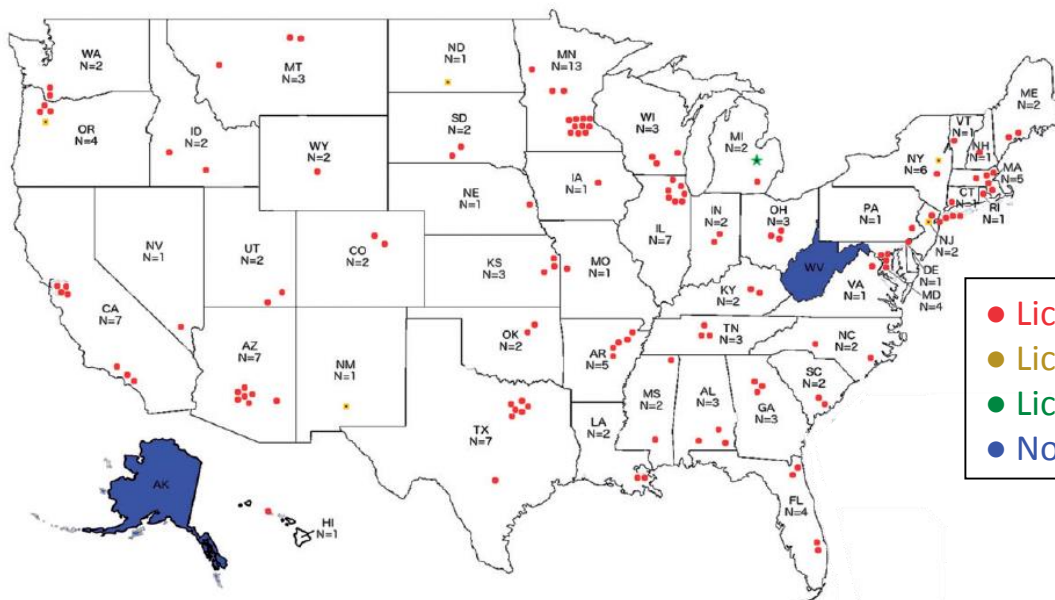 WA
N=2
OR
N=4
CA
N=7
NV
N=1
ID
N=2
MT
N=3
WY
N=2
UT
N=2
CO
N=2
AZ
N=7
NM
N=1
ND
N=1
SD
N=2
NE
N=1
KS
N=3
OK
N=2
TX
N=7
MN
N=13
IA
N=1
MO
N=1
AR
N=5
LA
N=2
WI
N=3
IL
N=7
MI
N=2
IN
N=2
OH
N=3
KY
N=2
TN
N=3
MS
N=2
AL
N=3
GA
N=3
FL
N=4
SC
N=2
NC
N=2
VA
N=1
WV
PA
N=1
NY
N=6
VT
N=1
NH
N=1
ME
N=2
MA
N=5
CT
N=1
RI
N=1
NJ
N=2
DE
N=1
MD
N=4
AK
HI
N=1
Lic
Lic
Lic
No